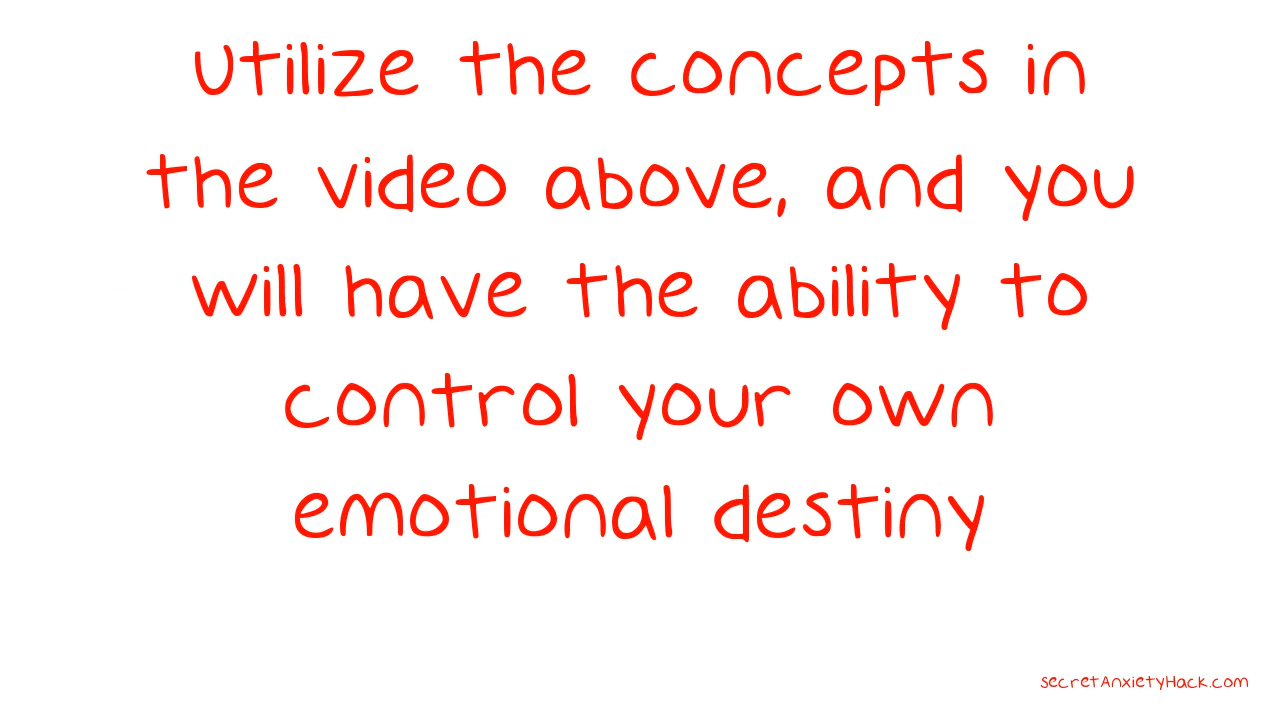 Utilize the concepts in
the video above, and you
will have the ability to
control your own
emotional destiny
secretAnxietyHack.com